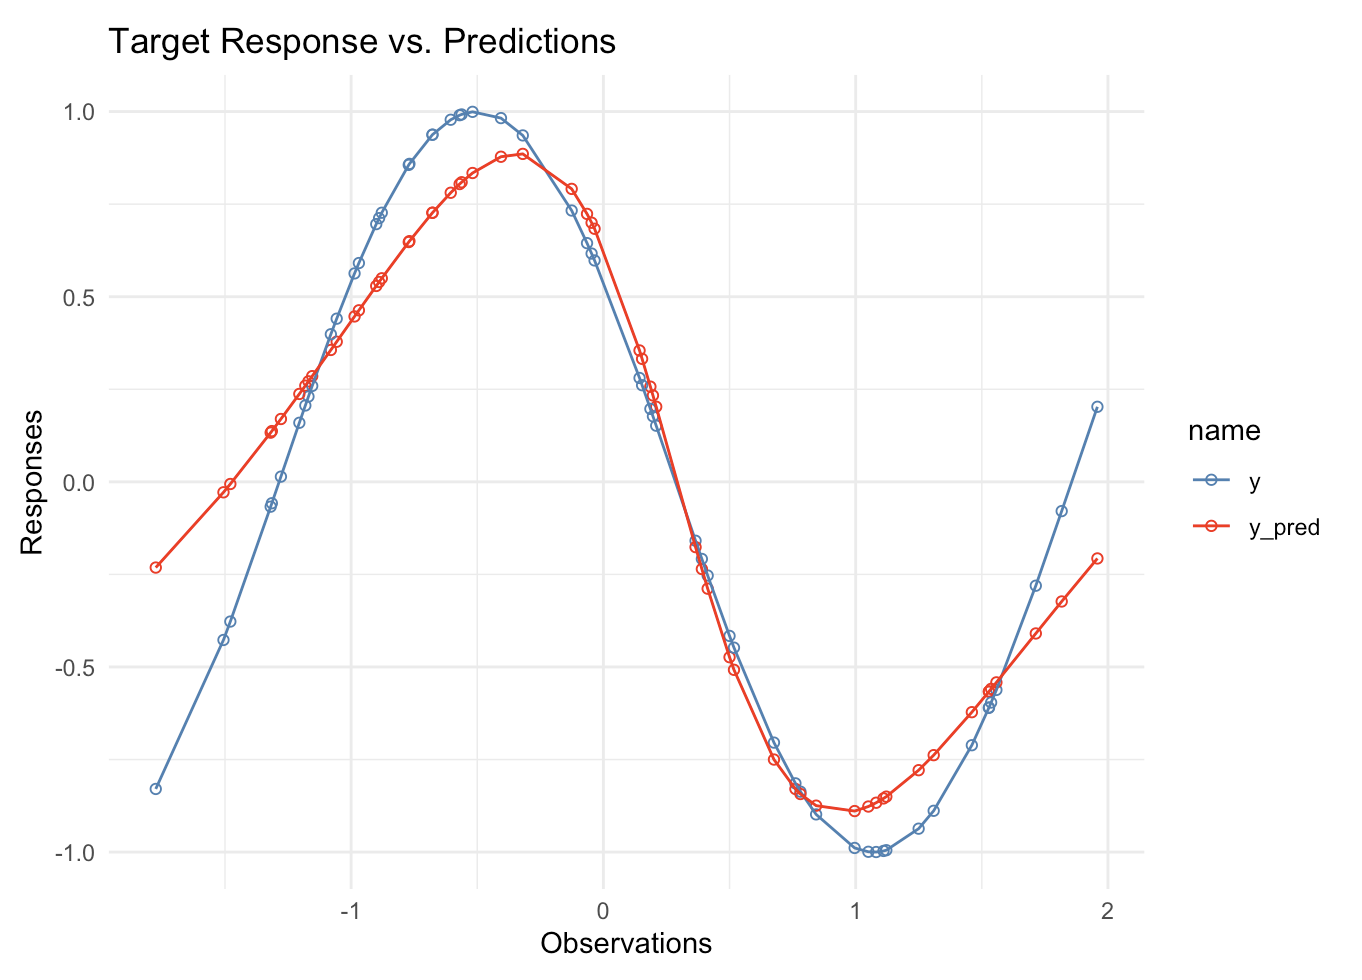 Target Response vs. Predictions
1.0
0.5
0.0
-0.5
-1.0
Responses
-1
0
1
2
Observations
name
y
y_pred